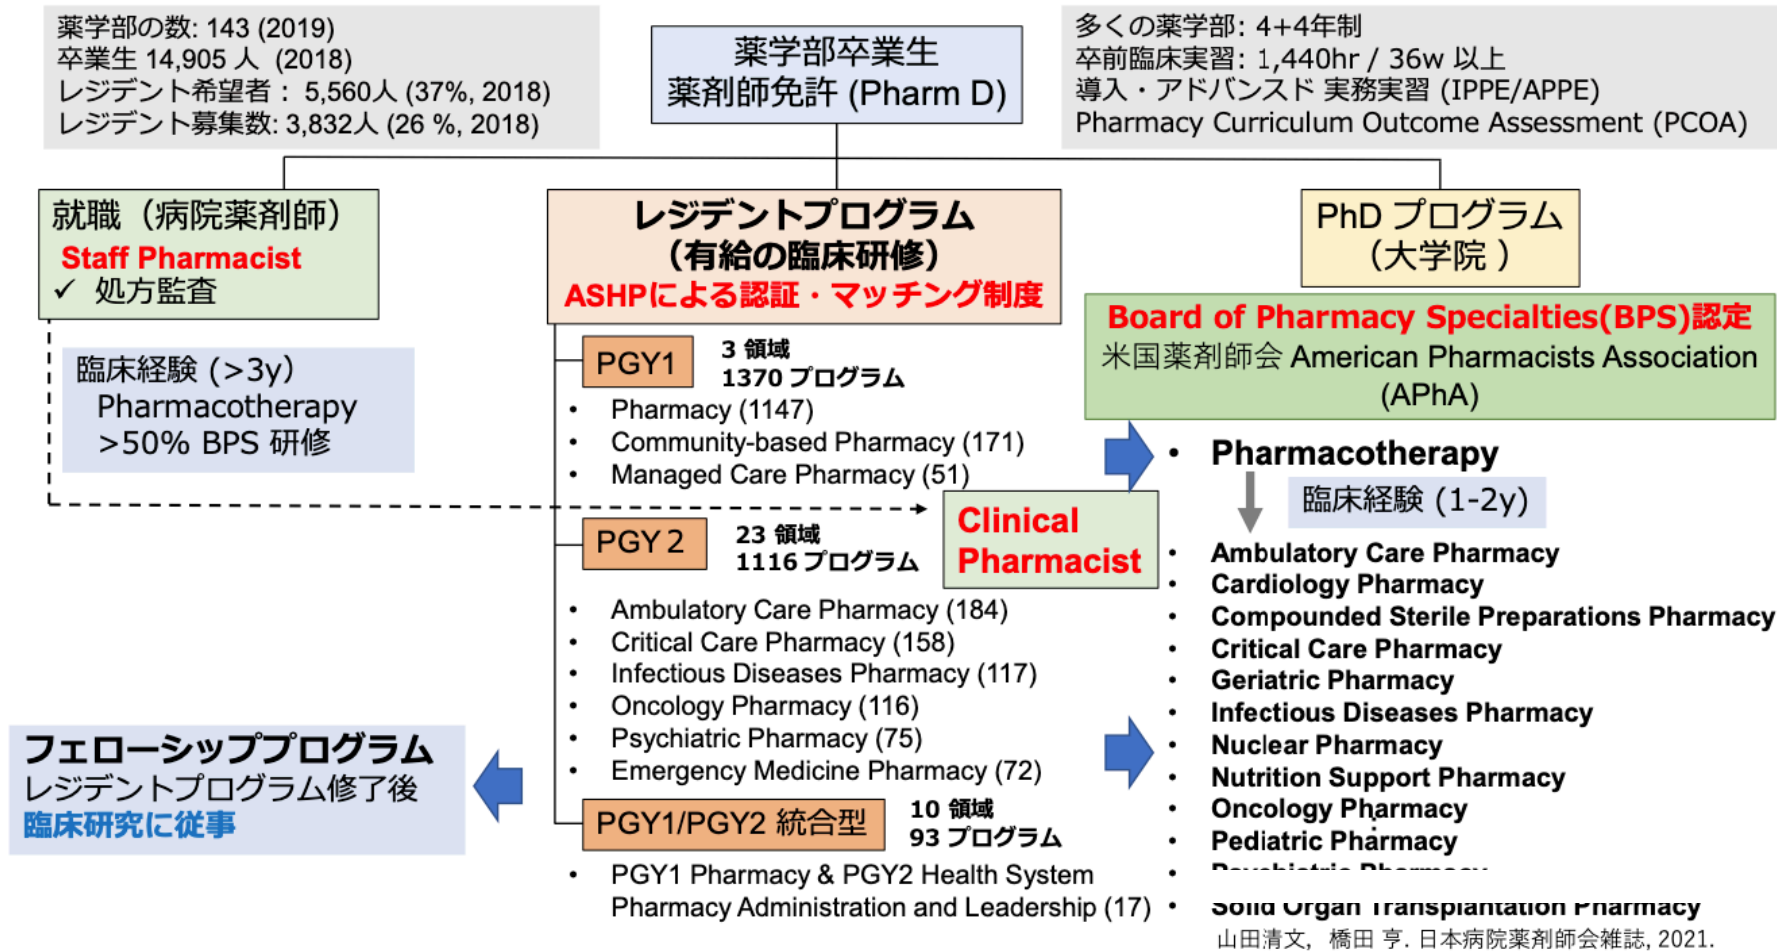 薬学部の数: 143 (2019)
卒業生 14,905 人  (2018)
レジデント希望者： 5,560人 (37%, 2018)
レジデント募集数: 3,832人 (26 %, 2018)
薬学部卒業生
薬剤師免許 (Pharm D)
多くの薬学部: 4+4年制
卒前臨床実習: 1,440hr / 36w 以上
導入・アドバンスド 実務実習 (IPPE/APPE)
Pharmacy Curriculum Outcome Assessment (PCOA)
就職（病院薬剤師）
Staff Pharmacist
✓ 処方監査
臨床経験 (>3y)
Pharmacotherapy
>50% BPS 研修
レジデントプログラム
（有給の臨床研修）
ASHPによる認証・マッチング制度
PGY1
3 領域
1370 プログラム
• Pharmacy (1147)
• Community-based Pharmacy (171)
• Managed Care Pharmacy (51)
PGY 2
23 領域
1116 プログラム
Clinical
Pharmacist
• Ambulatory Care Pharmacy (184)
• Critical Care Pharmacy (158)
• Infectious Diseases Pharmacy (117)
• Oncology Pharmacy (116)
• Psychiatric Pharmacy (75)
• Emergency Medicine Pharmacy (72)
PGY1/PGY2 統合型
10 領域
93 プログラム
• PGY1 Pharmacy & PGY2 Health System
Pharmacy Administration and Leadership (17)
フェローシッププログラム
レジデントプログラム修了後
臨床研究に従事
PhD プログラム
（大学院 ）
Board of Pharmacy Specialties(BPS)認定
米国薬剤師会 American Pharmacists Association
(APhA)
• Pharmacotherapy
臨床経験 (1-2y)
• Ambulatory Care Pharmacy
• Cardiology Pharmacy
• Compounded Sterile Preparations Pharmacy
• Critical Care Pharmacy
• Geriatric Pharmacy
• Infectious Diseases Pharmacy
• Nuclear Pharmacy
• Nutrition Support Pharmacy
• Oncology Pharmacy
• Pediatric Pharmacy
• Solid Organ Transplantation Pharmacy
山田清文, 橋田 亨. 日本病院薬剤師会雑誌, 2021.